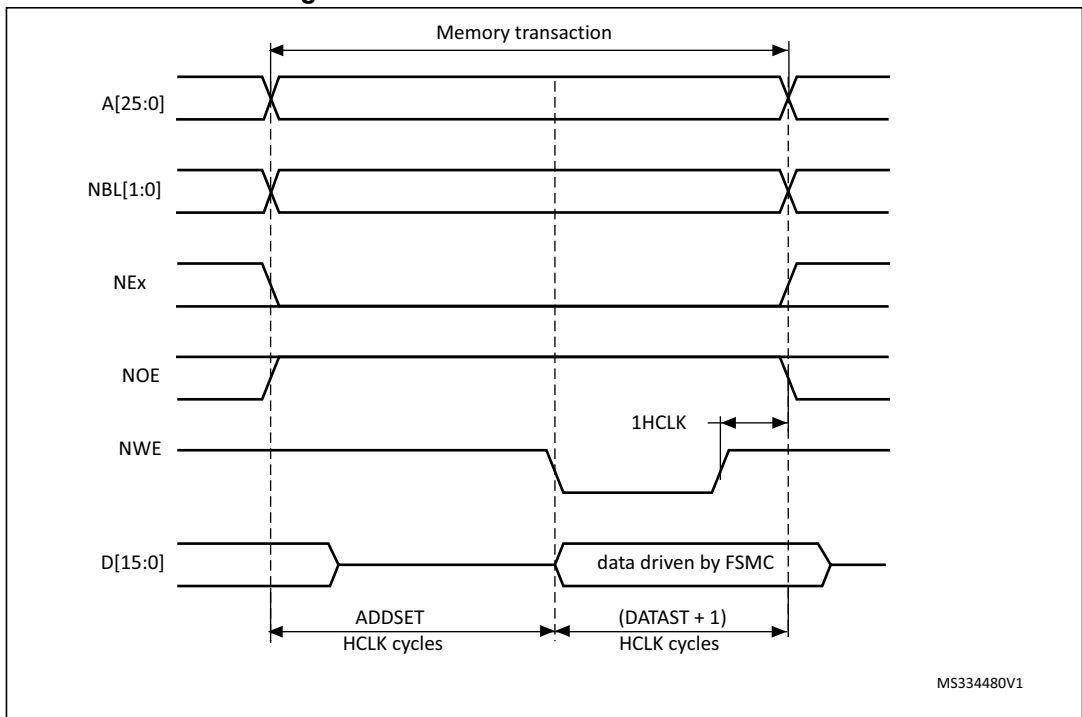 Memory transaction
A[25:0]
NBL[1:0]
NEx
NOE
1HCLK
NWE
D[15:0]
data driven by FSMC
ADDSET
HCLK cycles
(DATAST + 1)
HCLK cycles
MS334480V1